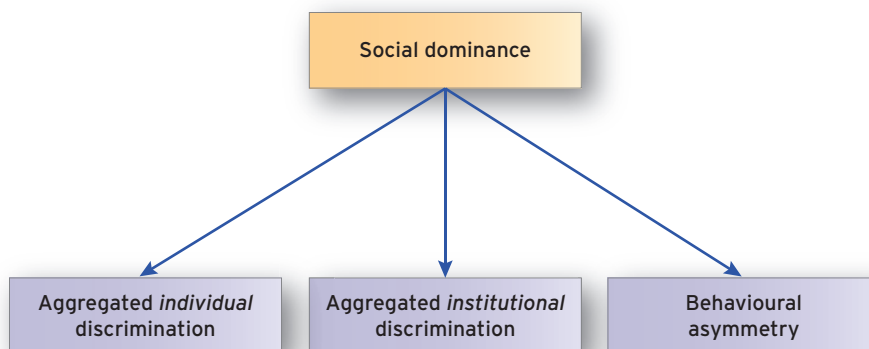 Social dominance
Aggregated individual
discrimination
Aggregated institutional
discrimination
Behavioural
asymmetry